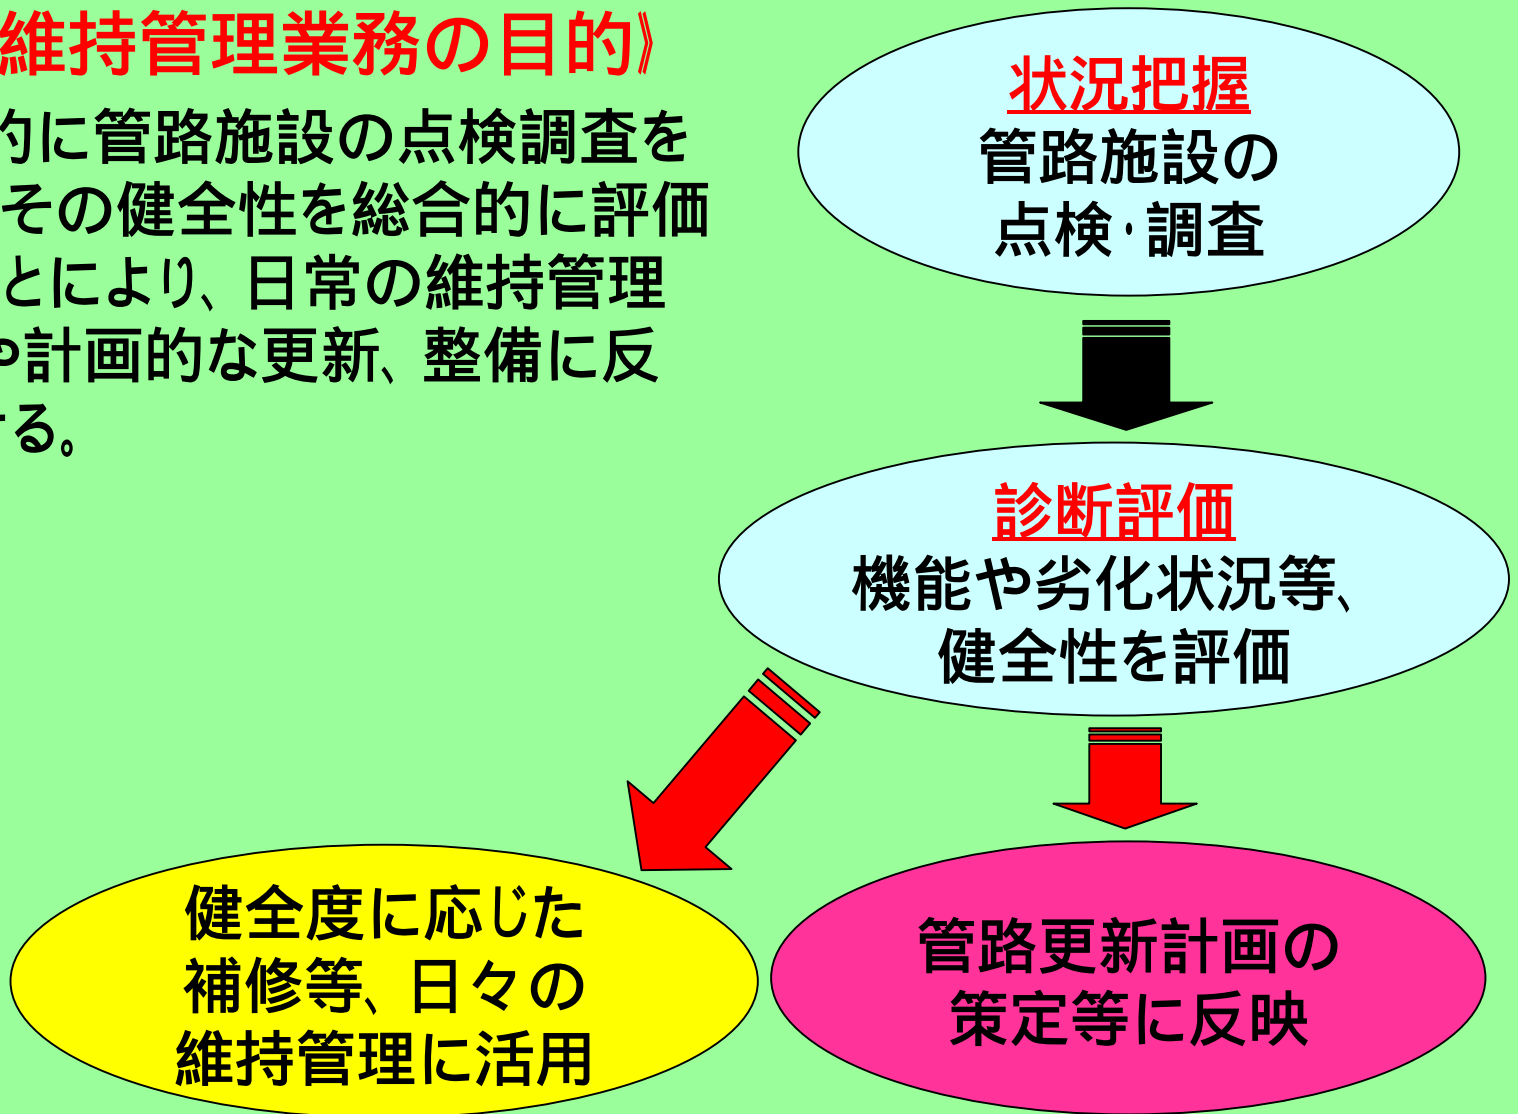 維持管理業務の目的》
的に管路施設の点検調査を
その健全性を総合的に評価
とにより、日常の維持管理
や計画的な更新、整備に反
する。
状況把握
管路施設の
点検・調査
診断評価
機能や劣化状況等、
健全性を評価
健全度に応じた
補修等、日々の
維持管理に活用
管路更新計画の
策定等に反映